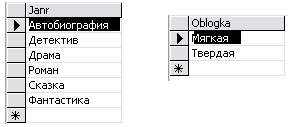 Janr
Автобиография
Детектив
Драма
Роман
Сказка
Фантастика
Oblogka
Мягкая
Твердая